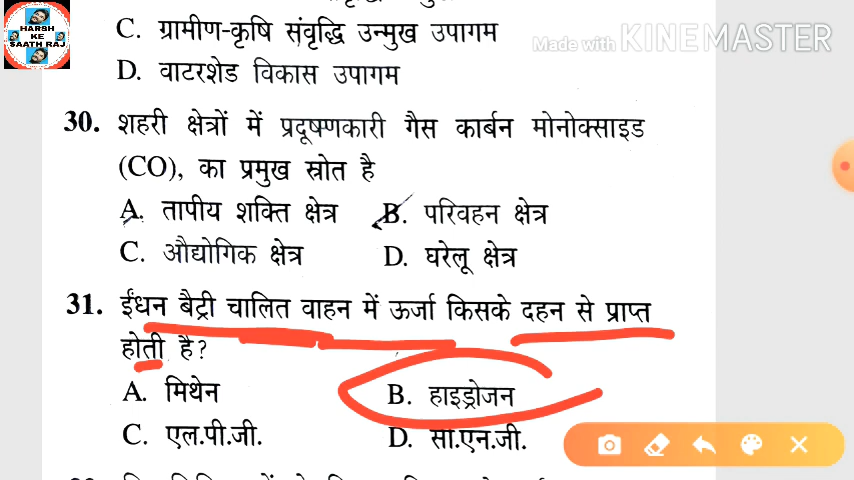 HARSH
KE
SAATH RAJ
Made with KINEMASTER
C. ग्रामीण-कृषि संवृद्धि उन्मुख उपागम
D. वाटरशेड विकास उपागम
30. शहरी क्षेत्रों में प्रदूषणकारी गैस कार्बन मोनोक्साइड
(CO), का प्रमुख स्रोत है
A. तापीय शक्ति क्षेत्र B. परिवहन क्षेत्र
C. औद्योगिक क्षेत्र D. घरेलू क्षेत्र
31. ईंधन बैट्री चालित वाहन में ऊर्जा किसके दहन से प्राप्त
होती है?
A. मिथेन B. हाइड्रोजन
C. एल.पी.जी. D. सी.एन.जी.